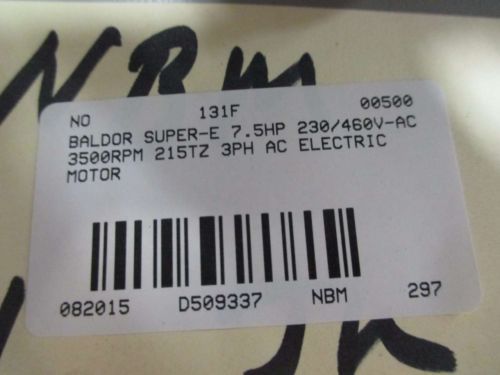 NBM
NO 131F 00500
BALDOR SUPER-E 7.5HP 230/460V-AC
3500RPM 215TZ 3PH AC ELECTRIC
MOTOR
082015 D509337 NBM 297